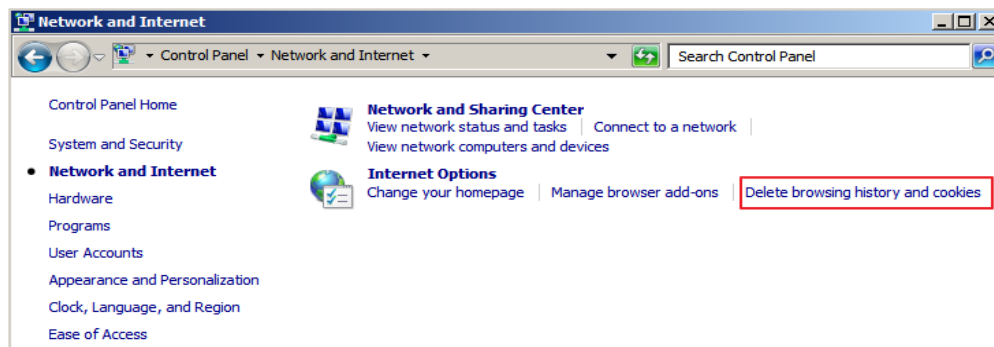 Network and Internet
Control Panel Network and Internet
Search Control Panel
Control Panel Home
System and Security
Network and Internet
Hardware
Programs
User Accounts
Appearance and Personalization
Clock, Language, and Region
Ease of Access
Network and Sharing Center
View network status and tasks Connect to a network
View network computers and devices
Internet Options
Change your homepage Manage browser add-ons Delete browsing history and cookies